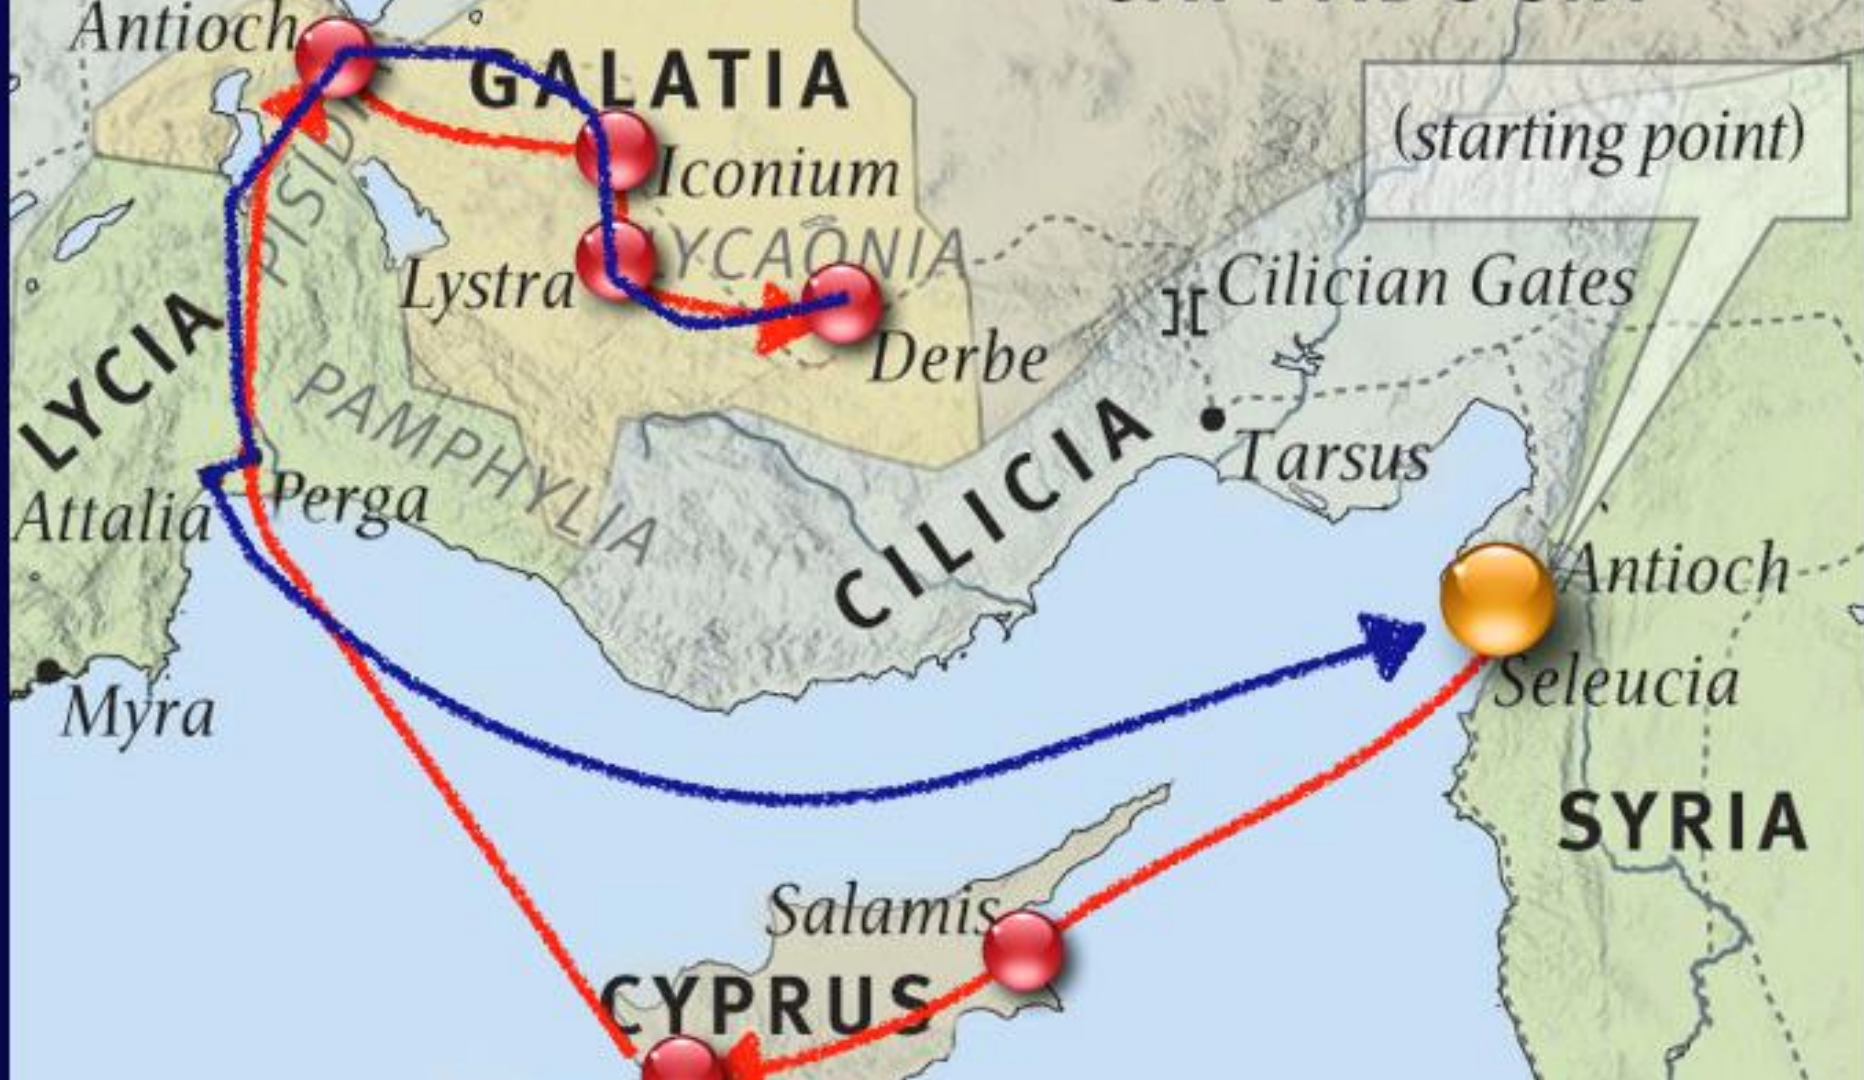 Antioch
GALATIA
(starting point)
PISIDIA
Iconium
LYCAONIA
Lystra
Cilician Gates
Derbe
LYCIA
PAMPHYLIA
CILICIA
Tarsus
Attalia
Perga
Antioch
Myra
Seleucia
SYRIA
Salamis
CYPRUS